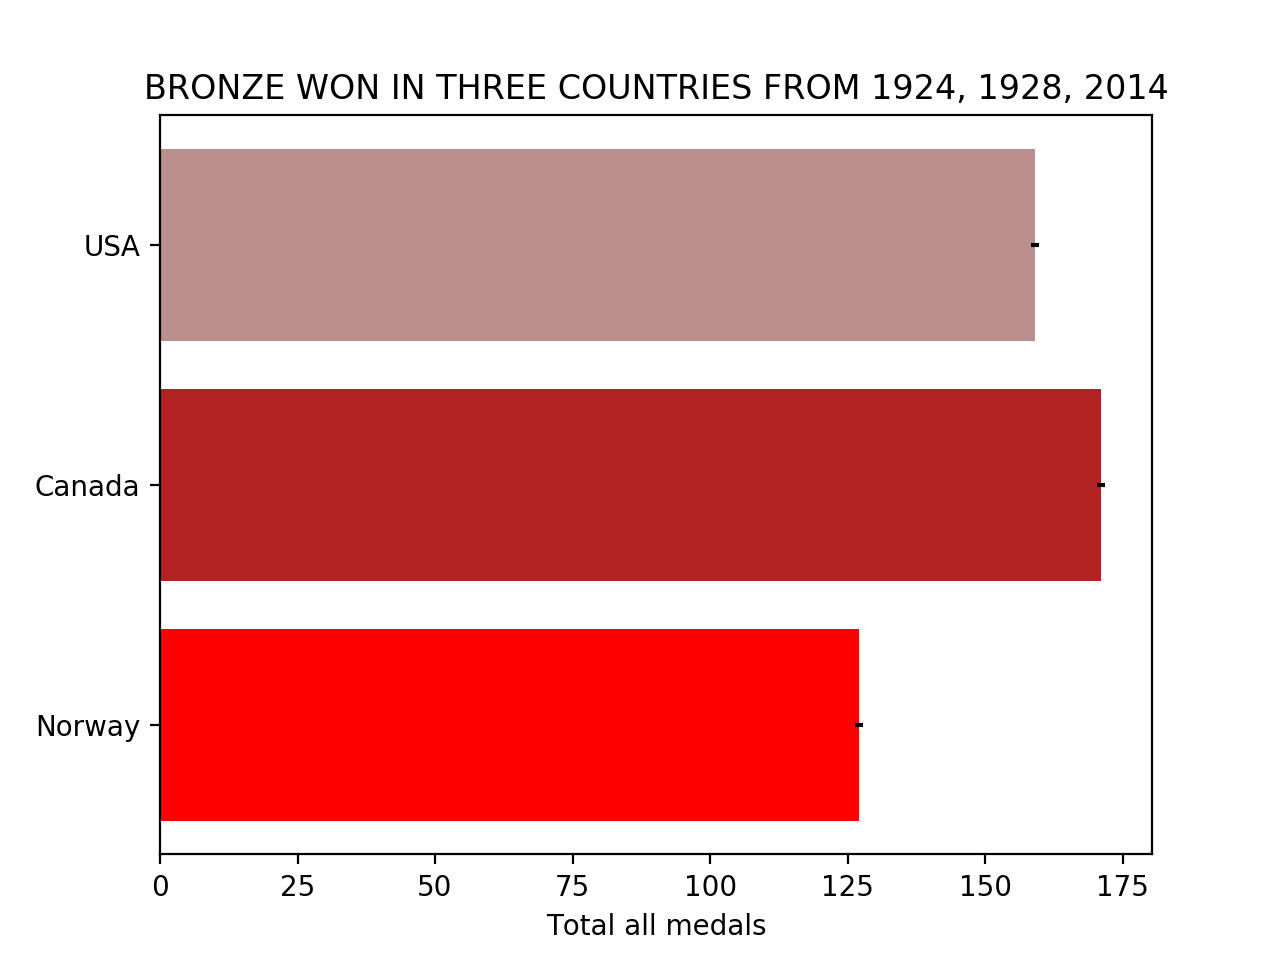 BRONZE WON IN THREE COUNTRIES FROM 1924, 1928, 2014
USA
Canada
Norway
0 25 50 75 100 125 150 175
Total all medals